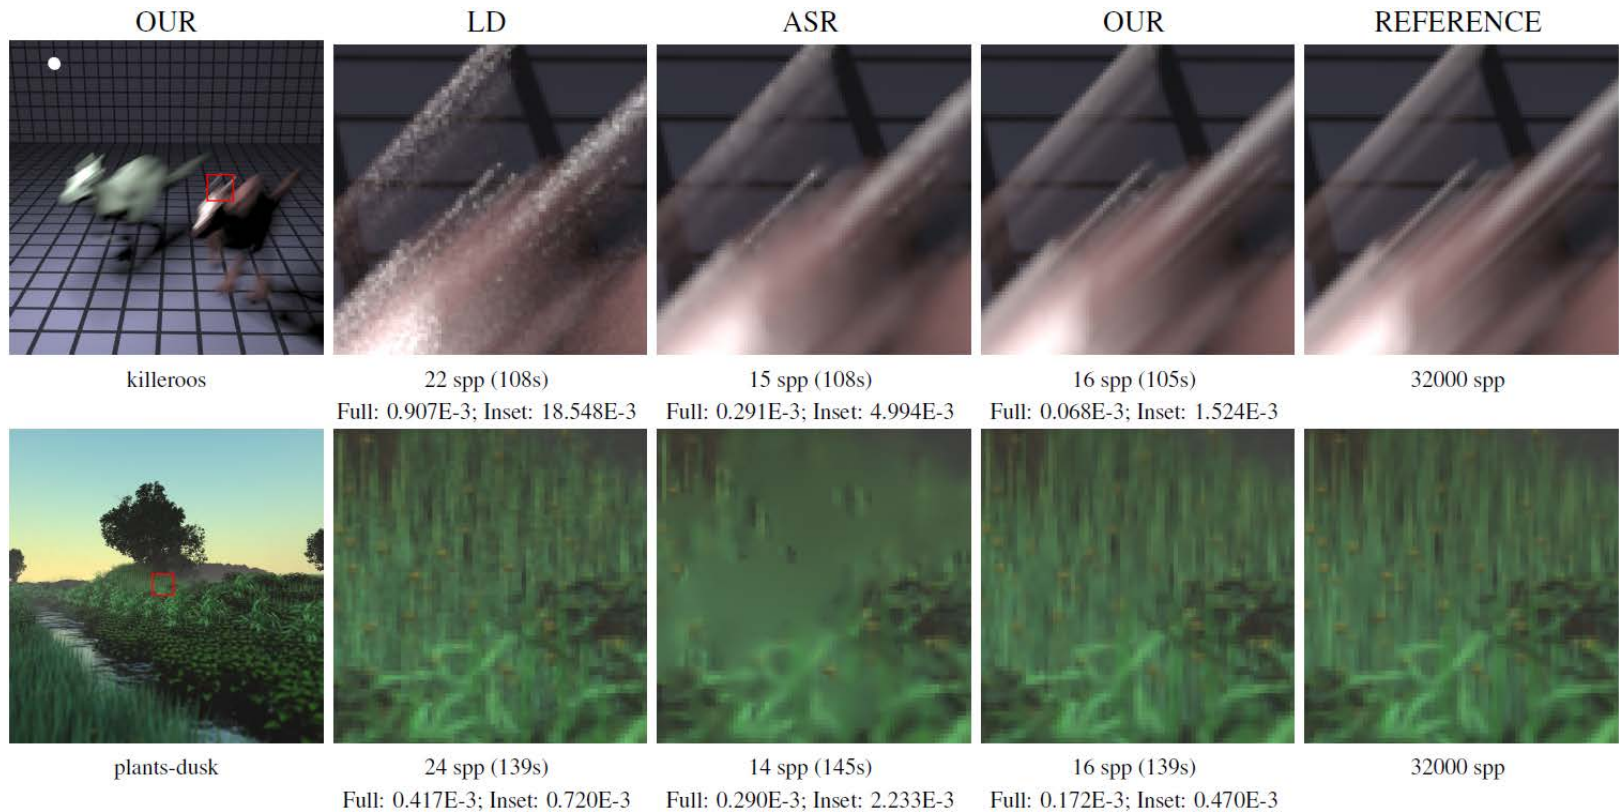 OUR LD ASR OUR REFERENCE
killeroos 22 spp (108s) 15 spp (108s) 16 spp (105s) 32000 spp
Full: 0.907E-3; Inset: 18.548E-3 Full: 0.291E-3; Inset: 4.994E-3 Full: 0.068E-3; Inset: 1.524E-3
plants-dusk 24 spp (139s) 14 spp (145s) 16 spp (139s) 32000 spp
Full: 0.417E-3; Inset: 0.720E-3 Full: 0.290E-3; Inset: 2.233E-3 Full: 0.172E-3; Inset: 0.470E-3